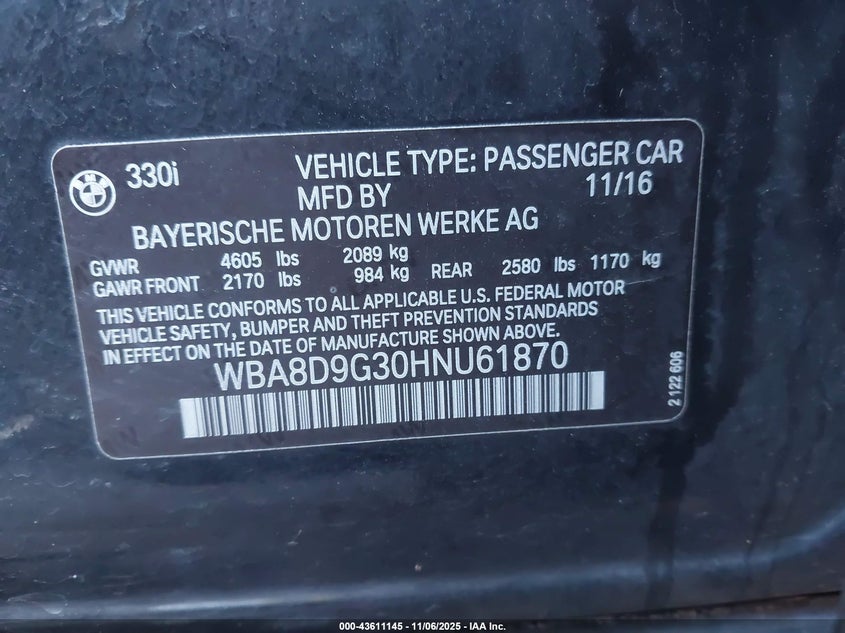 330i
VEHICLE TYPE: PASSENGER CAR
MFD BY 11/16
BAYERISCHE MOTOREN WERKE AG
GVWR 4605 lbs 2089 kg
GAWR FRONT 2170 lbs 984 kg REAR 2580 lbs 1170 kg
THIS VEHICLE CONFORMS TO ALL APPLICABLE U.S. FEDERAL MOTOR
VEHICLE SAFETY, BUMPER AND THEFT PREVENTION STANDARDS
IN EFFECT ON THE DATE OF MANUFACTURE SHOWN ABOVE.
WBA8D9G30HNU61870
2 122 606
000-43611145 - 11/06/2025 - IAA Inc.